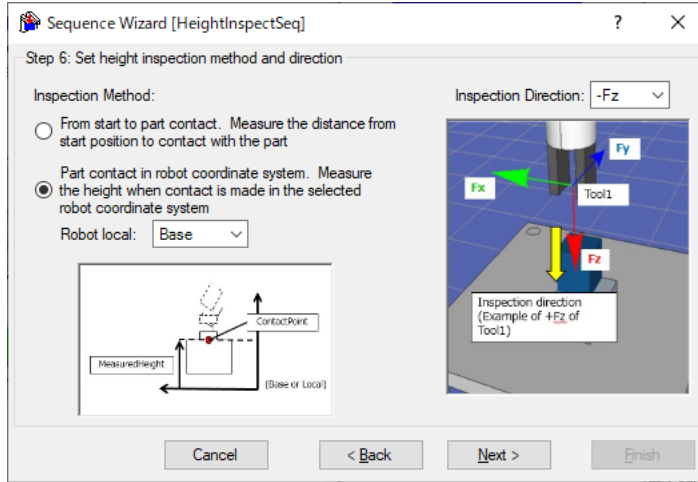 Sequence Wizard [HeightInspectSeq]
?
Step 6: Set height inspection method and direction
Inspection Method:
From start to part contact. Measure the distance from
start position to contact with the part
Part contact in robot coordinate system. Measure
the height when contact is made in the selected
robot coordinate system
Robot local: Base
ContactPoint
MeasuredHeight
(Base or Local)
Inspection Direction: -Fz
Fy
Fx
Tool1
Fz
Inspection direction
(Example of +Fz of
Tool1)
Cancel
< Back
Next >
Finish